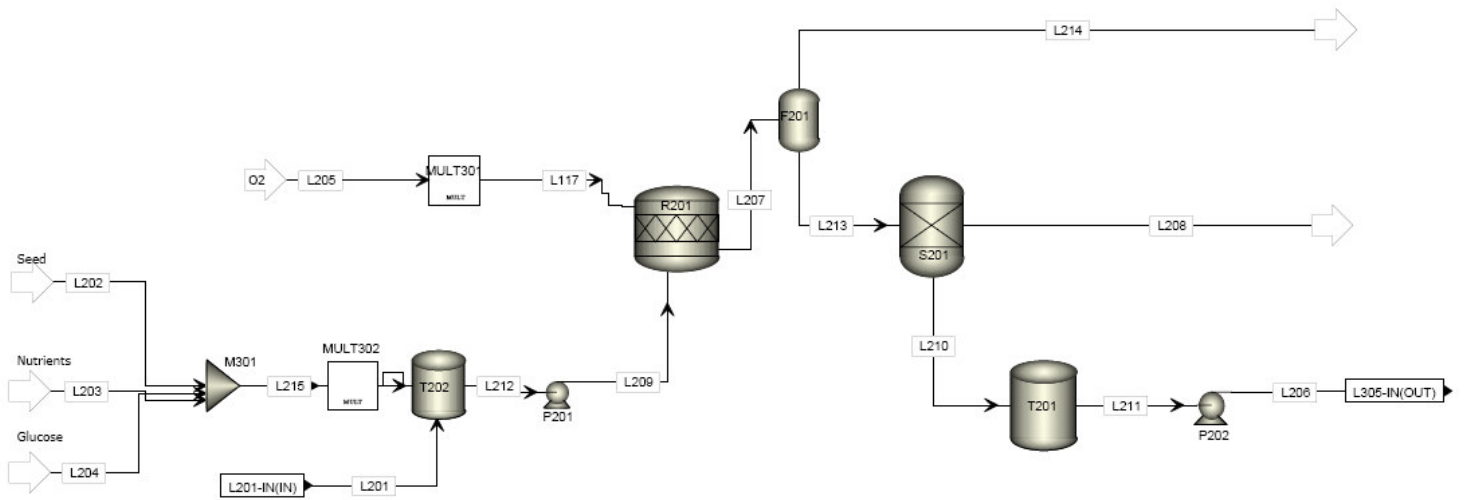 L214
F201
O2
L205
MULT301
MULT
L117
R201
L207
L213
S201
L208
Seed
L202
Nutrients
L203
Glucose
L204
M301
L215
MULT302
MULT
T202
L212
P201
L209
L201-IN(IN)
L201
L210
T201
L211
P202
L206
L305-IN(OUT)